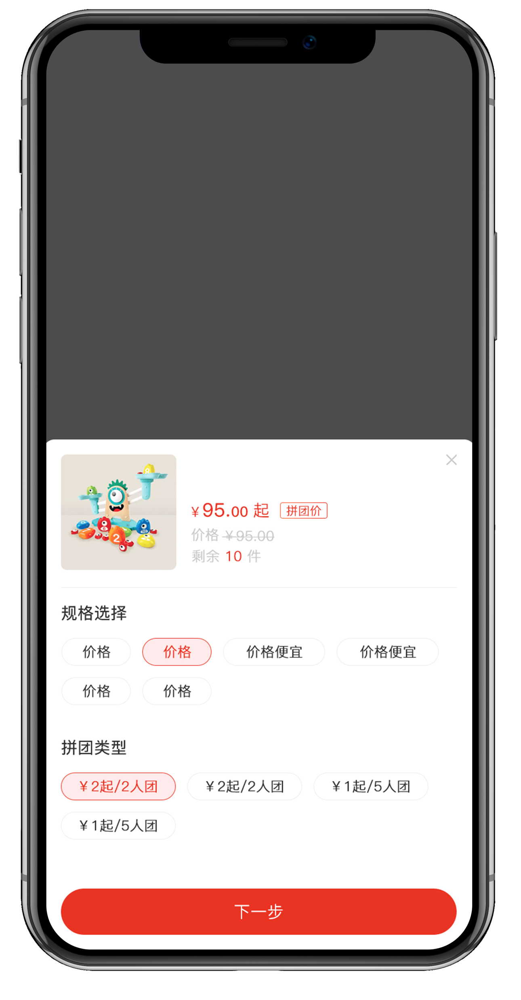 ¥95.00 起 拼团价
价格 ¥95.00
剩余 10 件
规格选择
价格 价格 价格便宜 价格便宜
价格 价格
拼团类型
¥2起/2人团 ¥2起/2人团 ¥1起/5人团
¥1起/5人团
下一步